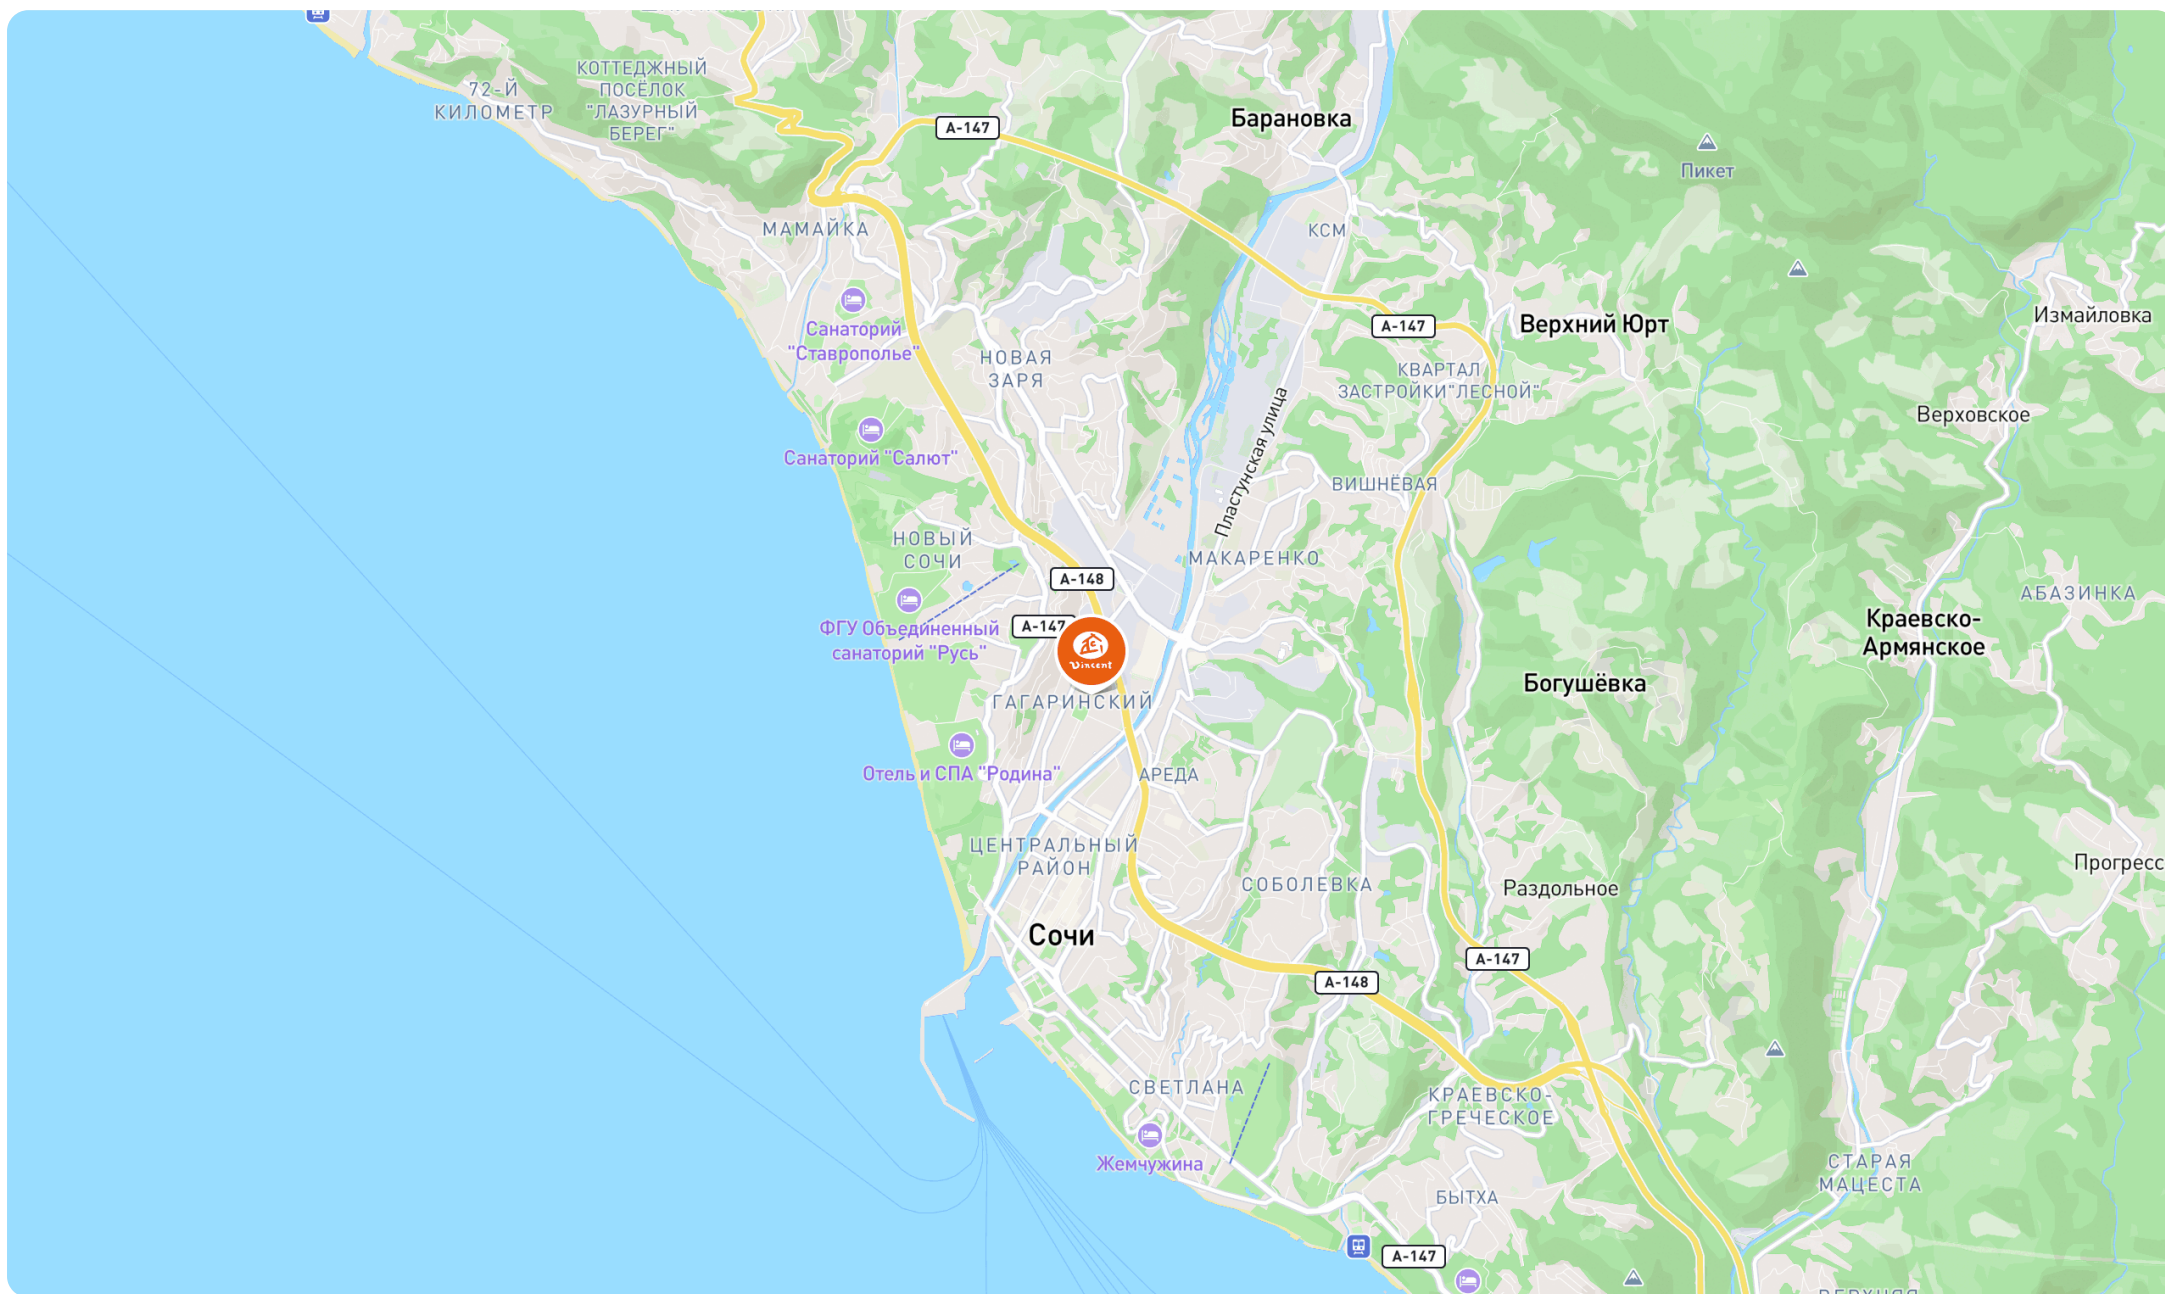 72-Й
КИЛОМЕТР
КОТТЕДЖНЫЙ
ПОСЁЛОК
"ЛАЗУРНЫЙ
БЕРЕГ"
А-147
Барановка
Пикет
МАМАЙКА
КСМ
Санаторий
"Ставрополье"
НОВАЯ
ЗАРЯ
А-147
Верхний Юрт
Измайловка
КВАРТАЛ
ЗАСТРОЙКИ"ЛЕСНОЙ"
Верховское
Санаторий "Салют"
Пластунская улица
ВИШНЁВАЯ
НОВЫЙ
СОЧИ
МАКАРЕНКО
А-148
АБАЗИНКА
ФГУ Объединенный
санаторий "Русь"
А-147
Vincent
Краевско-
Армянское
ГАГАРИНСКИЙ
Богушёвка
Отель и СПА "Родина"
АРЕДА
ЦЕНТРАЛЬНЫЙ
РАЙОН
СОБОЛЕВКА
Раздольное
Прогресс
Сочи
А-148
А-147
СВЕТЛАНА
КРАЕВСКО-
ГРЕЧЕСКОЕ
Жемчужина
БЫТХА
СТАРАЯ
МАЦЕСТА
А-147